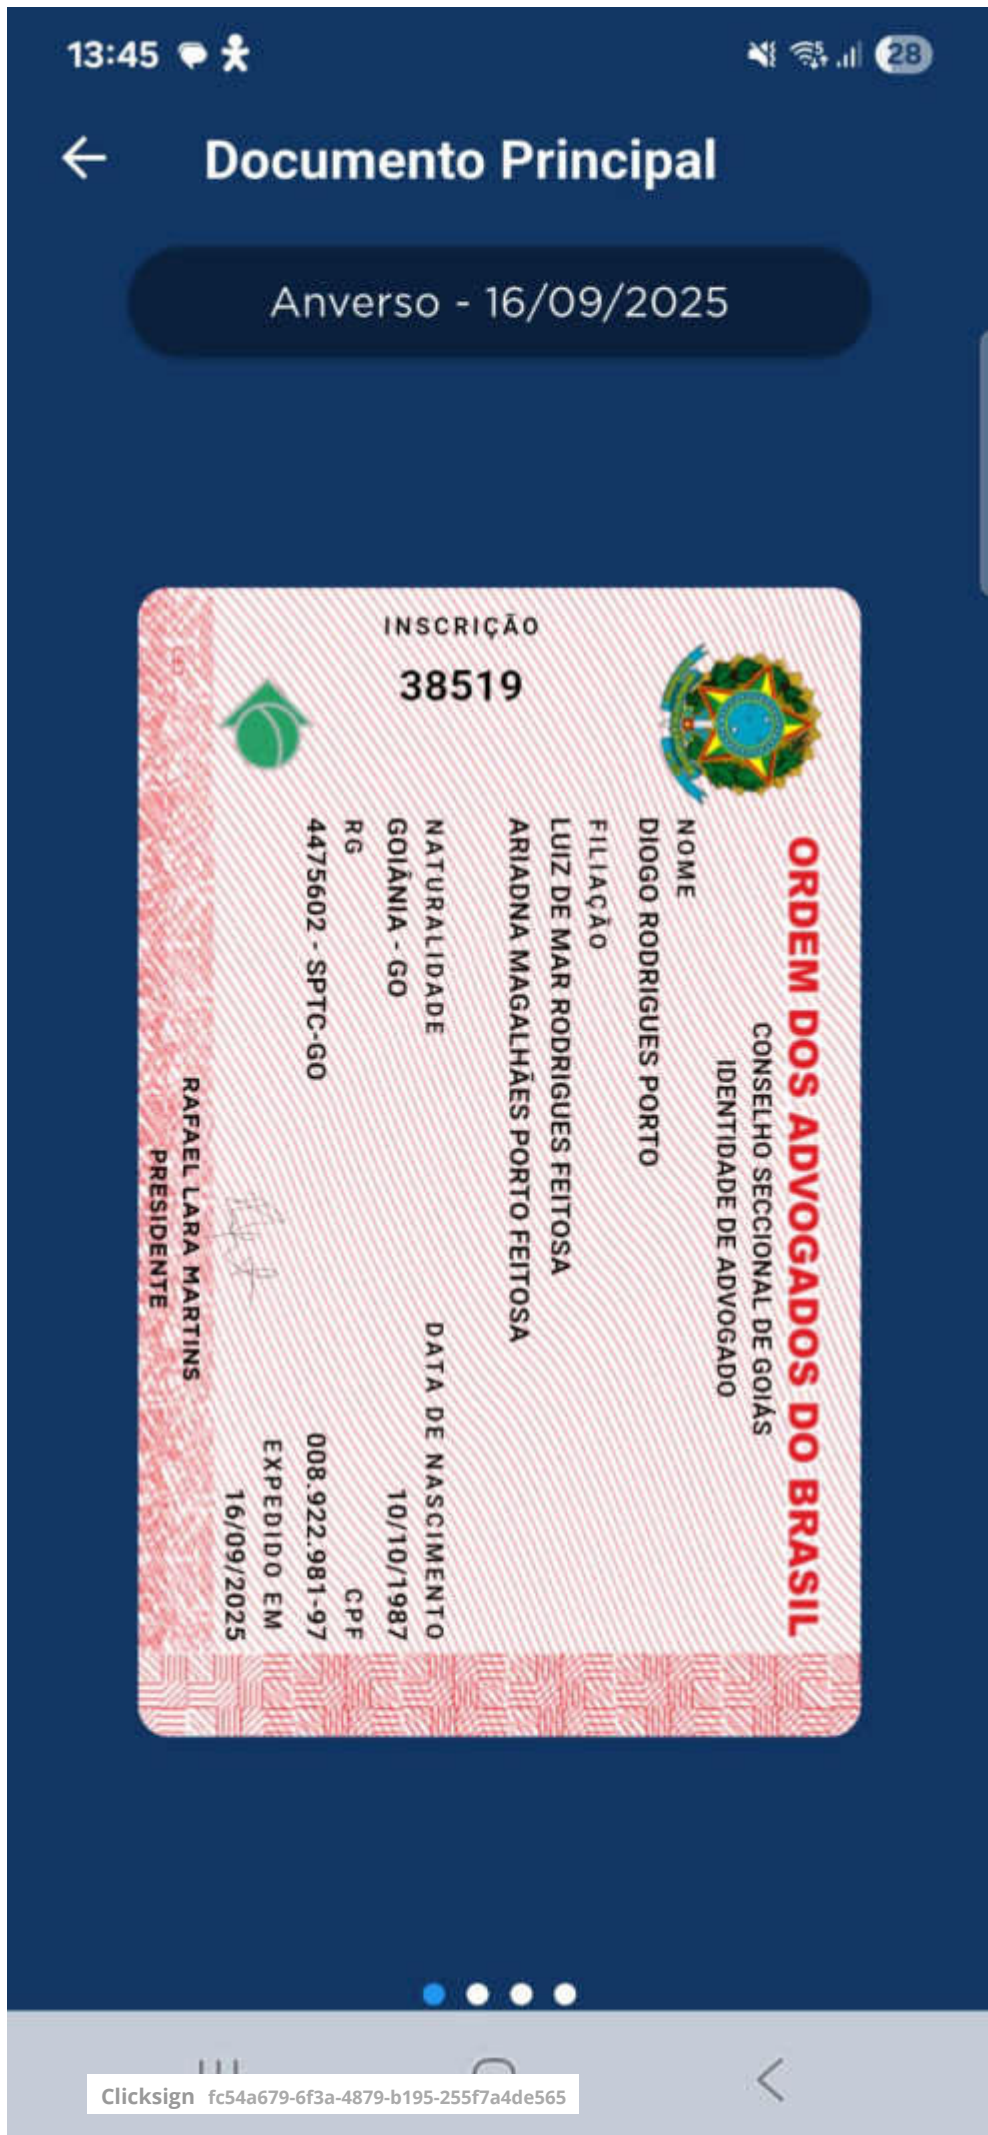 13:45
28
Documento Principal
Anverso - 16/09/2025
INSCRIÇÃO
38519
ORDEM DOS ADVOGADOS DO BRASIL
CONSELHO SECCIONAL DE GOIÁS
IDENTIDADE DE ADVOGADO
NOME
DIOGO RODRIGUES PORTO
FILIAÇÃO
LUIZ DE MAR RODRIGUES FEITOSA
ARIADNA MAGALHÃES PORTO FEITOSA
NATURALIDADE DATA DE NASCIMENTO
GOIÂNIA - GO 10/10/1987
RG CPF
4475602 - SPTC-GO 008.922.981-97
EXPEDIDO EM
16/09/2025
RAFAEL LARA MARTINS
PRESIDENTE
Clicksign fc54a679-6f3a-4879-b195-255f7a4de565